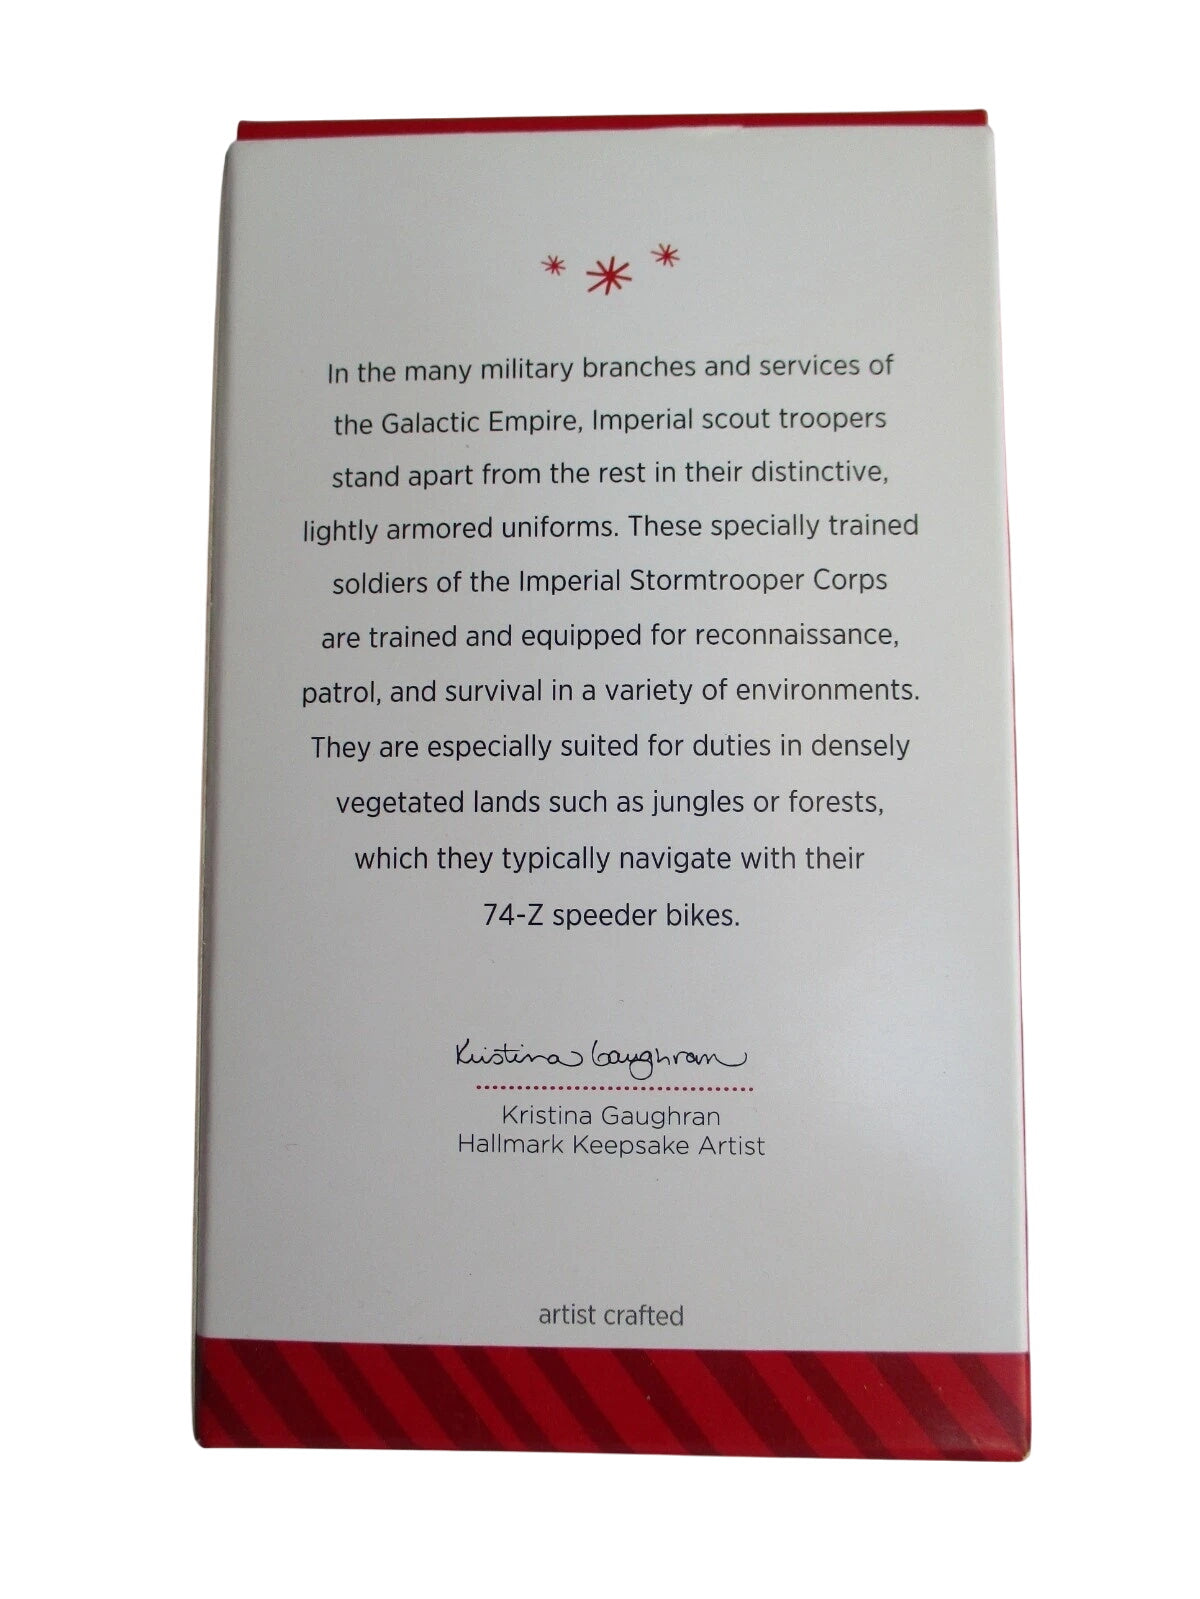 In the many military branches and services of
the Galactic Empire, Imperial scout troopers
stand apart from the rest in their distinctive,
lightly armored uniforms. These specially trained
soldiers of the Imperial Stormtrooper Corps
are trained and equipped for reconnaissance,
patrol, and survival in a variety of environments.
They are especially suited for duties in densely
vegetated lands such as jungles or forests,
which they typically navigate with their
74-Z speeder bikes.
Kristina Gaughran
Kristina Gaughran
Hallmark Keepsake Artist
artist crafted